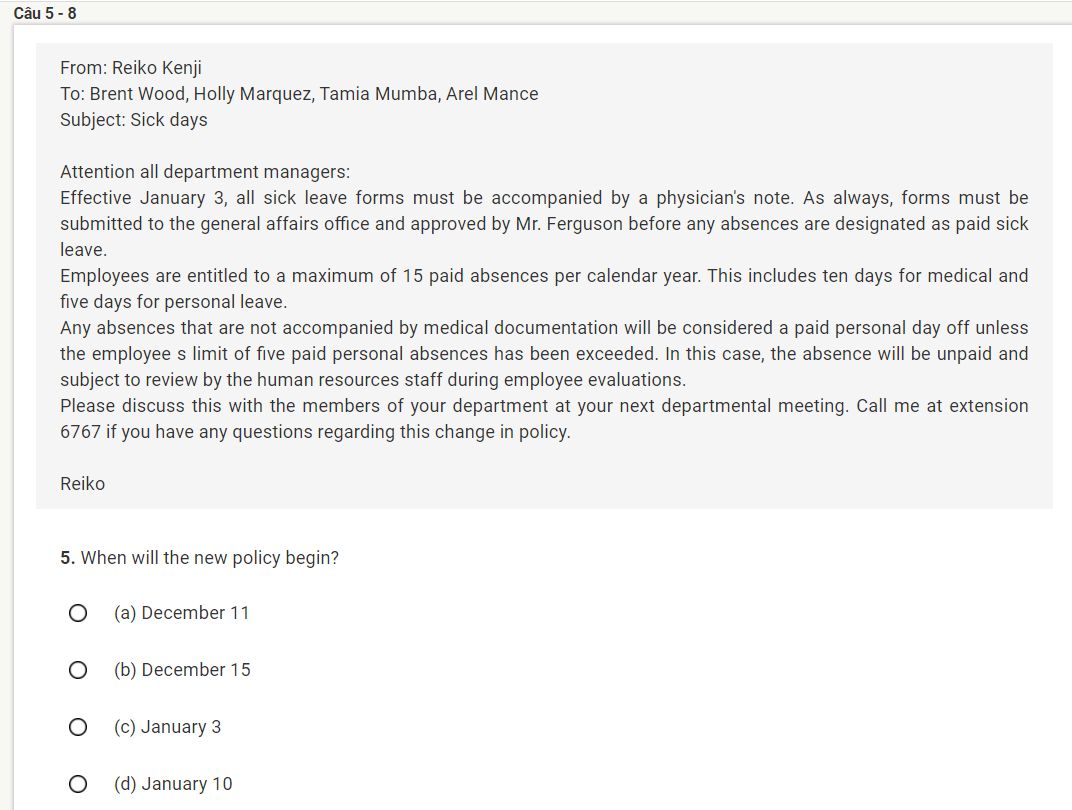 Câu 5 - 8
From: Reiko Kenji
To: Brent Wood, Holly Marquez, Tamia Mumba, Arel Mance
Subject: Sick days
Attention all department managers:
Effective January 3, all sick leave forms must be accompanied by a physician's note. As always, forms must be
submitted to the general affairs office and approved by Mr. Ferguson before any absences are designated as paid sick
leave.
Employees are entitled to a maximum of 15 paid absences per calendar year. This includes ten days for medical and
five days for personal leave.
Any absences that are not accompanied by medical documentation will be considered a paid personal day off unless
the employee s limit of five paid personal absences has been exceeded. In this case, the absence will be unpaid and
subject to review by the human resources staff during employee evaluations.
Please discuss this with the members of your department at your next departmental meeting. Call me at extension
6767 if you have any questions regarding this change in policy.
Reiko
5. When will the new policy begin?
(a) December 11
(b) December 15
(c) January 3
(d) January 10